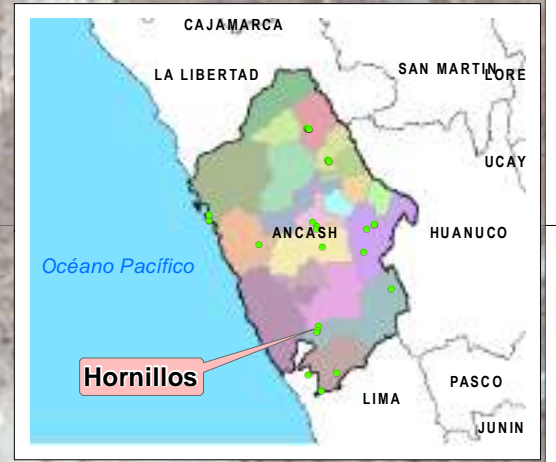 CAJAMARCA
LA LIBERTAD
SAN MARTIN
LORE
UCAY
ANCASH
HUANUCO
Océano Pacífico
Hornillos
PASCO
LIMA
JUNIN